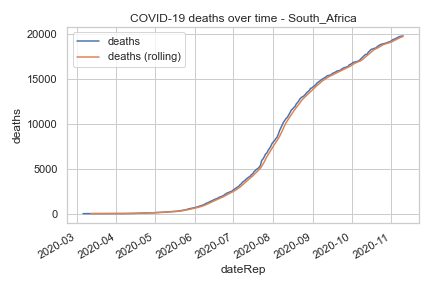 COVID-19 deaths over time - South_Africa
deaths
deaths (rolling)
20000
15000
10000
5000
0
deaths
2020-03
2020-04
2020-05
2020-06
2020-07
2020-08
2020-09
2020-10
2020-11
dateRep